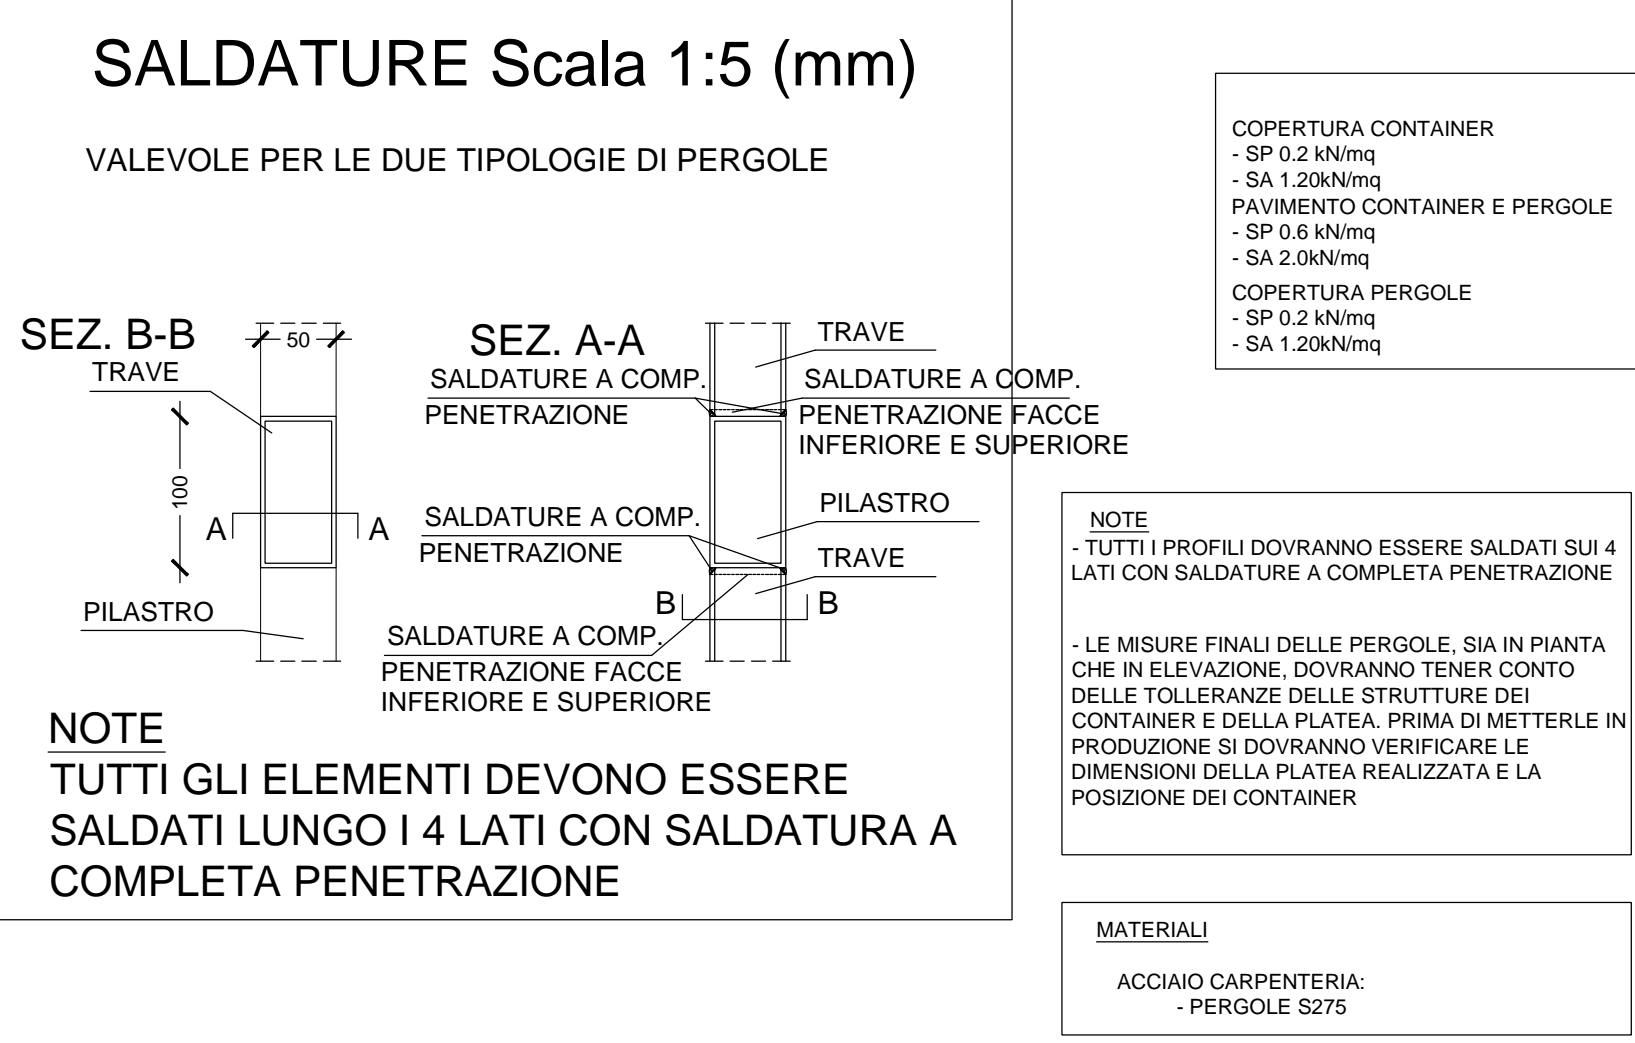 SALDATURE Scala 1:5 (mm)
VALEVOLE PER LE DUE TIPOLOGIE DI PERGOLE
SEZ. B-B
50
TRAVE
100
A
A
PILASTRO
SEZ. A-A
TRAVE
SALDATURE A COMP.
PENETRAZIONE
SALDATURE A COMP.
PENETRAZIONE FACCE
INFERIORE E SUPERIORE
PILASTRO
SALDATURE A COMP.
PENETRAZIONE
TRAVE
B
B
SALDATURE A COMP.
PENETRAZIONE FACCE
INFERIORE E SUPERIORE
NOTE
TUTTI GLI ELEMENTI DEVONO ESSERE
SALDATI LUNGO I 4 LATI CON SALDATURA A
COMPLETA PENETRAZIONE
COPERTURA CONTAINER
- SP 0.2 kN/mq
- SA 1.20kN/mq
PAVIMENTO CONTAINER E PERGOLE
- SP 0.6 kN/mq
- SA 2.0kN/mq
COPERTURA PERGOLE
- SP 0.2 kN/mq
- SA 1.20kN/mq
NOTE
- TUTTI I PROFILI DOVRANNO ESSERE SALDATI SUI 4
LATI CON SALDATURE A COMPLETA PENETRAZIONE
- LE MISURE FINALI DELLE PERGOLE, SIA IN PIANTA
CHE IN ELEVAZIONE, DOVRANNO TENER CONTO
DELLE TOLLERANZE DELLE STRUTTURE DEI
CONTAINER E DELLA PLATEA. PRIMA DI METTERLE IN
PRODUZIONE SI DOVRANNO VERIFICARE LE
DIMENSIONI DELLA PLATEA REALIZZATA E LA
POSIZIONE DEI CONTAINER
MATERIALI
ACCIAIO CARPENTERIA:
- PERGOLE S275